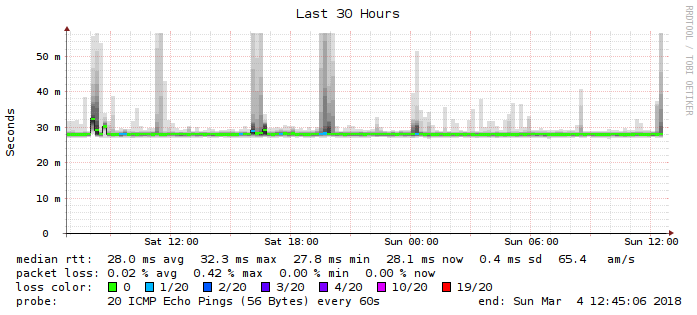 Last 30 Hours
RRDTOOL / TOBI OETIKER
Seconds
50 m
40 m
30 m
20 m
10 m
0
Sat 12:00 Sat 18:00 Sun 00:00 Sun 06:00 Sun 12:00
median rtt: 28.0 ms avg 32.3 ms max 27.8 ms min 28.1 ms now 0.4 ms sd 65.4 am/s
packet loss: 0.02 % avg 0.42 % max 0.00 % min 0.00 % now
loss color: 0 1/20 2/20 3/20 4/20 10/20 19/20
probe: 20 ICMP Echo Pings (56 Bytes) every 60s end: Sun Mar 4 12:45:06 2018